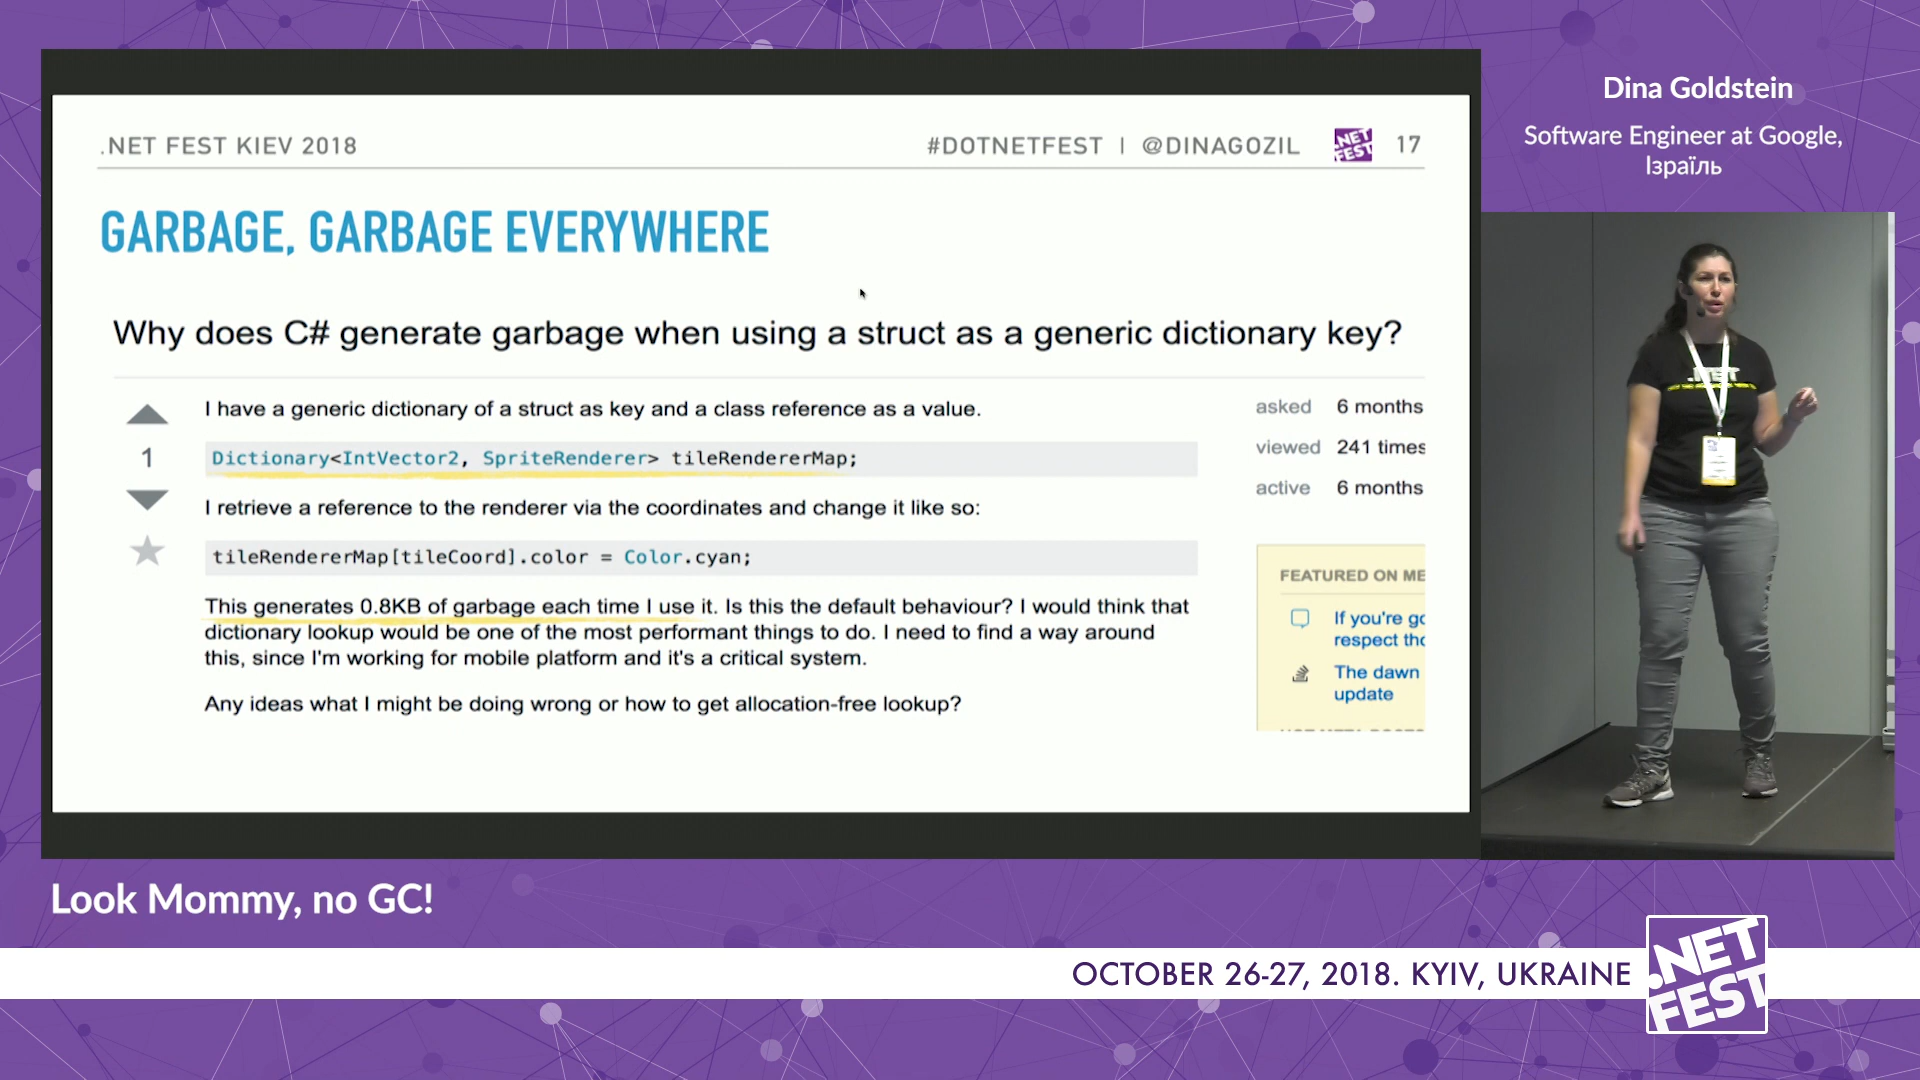 Dina Goldstein
Software Engineer at Google,
Ізраїль
.NET FEST KIEV 2018
#DOTNETFEST | @DINAGOZIL
.NET
FEST
17
GARBAGE, GARBAGE EVERYWHERE
Why does C# generate garbage when using a struct as a generic dictionary key?
I have a generic dictionary of a struct as key and a class reference as a value.
1
Dictionary<IntVector2, SpriteRenderer> tileRendererMap;
I retrieve a reference to the renderer via the coordinates and change it like so:
tileRendererMap[tileCoord].color = Color.cyan;
This generates 0.8KB of garbage each time I use it. Is this the default behaviour? I would think that
dictionary lookup would be one of the most performant things to do. I need to find a way around
this, since I'm working for mobile platform and it's a critical system.
Any ideas what I might be doing wrong or how to get allocation-free lookup?
asked 6 months
viewed 241 times
active 6 months
FEATURED ON ME
If you're go
respect tho
The dawn
update
.NET
Look Mommy, no GC!
OCTOBER 26-27, 2018. KYIV, UKRAINE
.NET
FEST